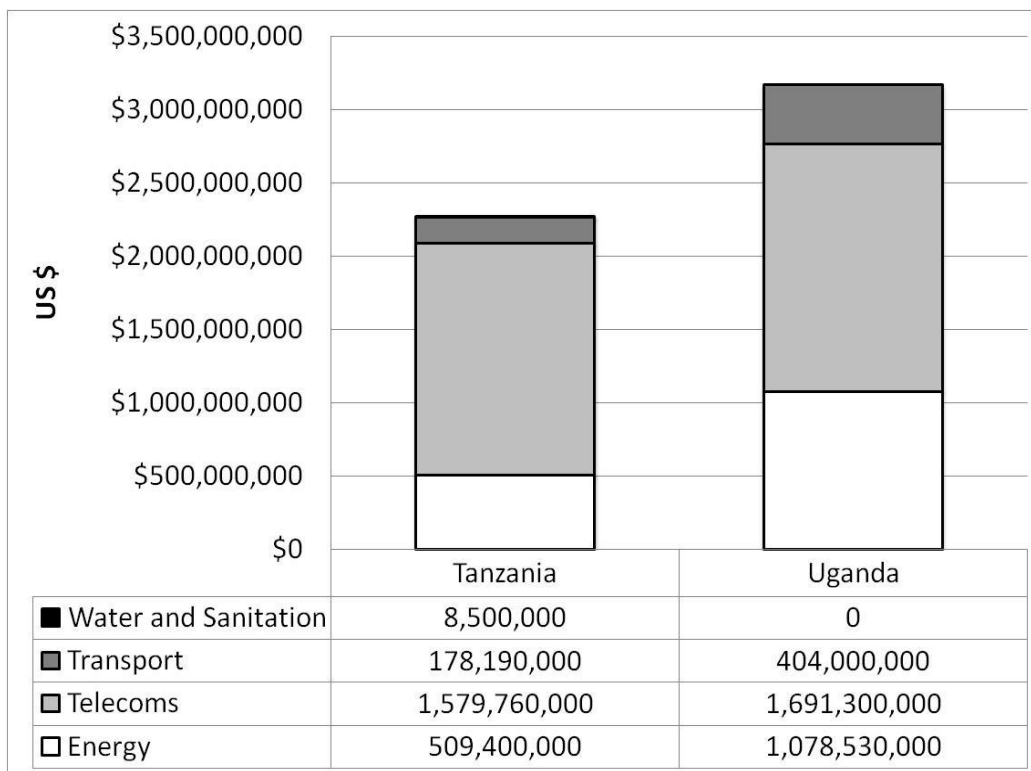 $3,500,000,000
$3,000,000,000
$2,500,000,000
$2,000,000,000
$1,500,000,000
$1,000,000,000
$500,000,000
$0
US $
Tanzania Uganda
Water and Sanitation 8,500,000 0
Transport 178,190,000 404,000,000
Telecoms 1,579,760,000 1,691,300,000
Energy 509,400,000 1,078,530,000